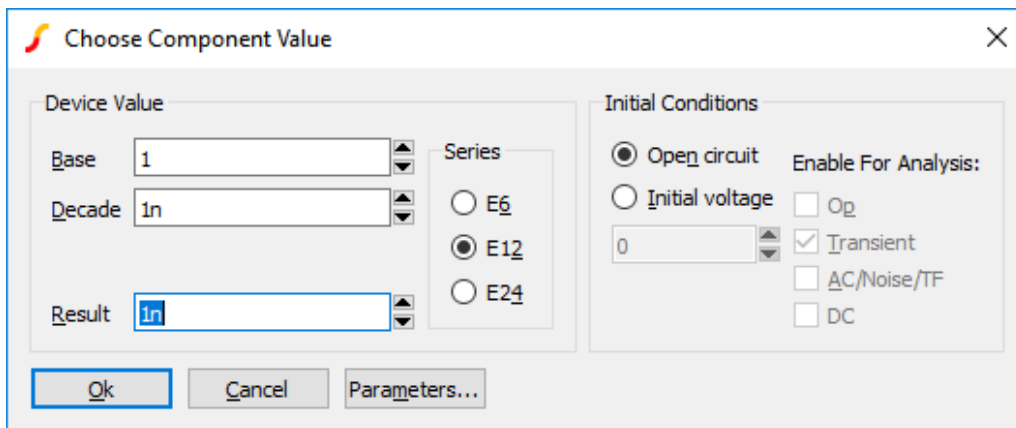 Choose Component Value
Device Value
Base 1
Decade 1n
Result 1n
Series
E6
E12
E24
Initial Conditions
Open circuit
Initial voltage
0
Enable For Analysis:
Op
Transient
AC/Noise/TF
DC
Ok
Cancel
Parameters...